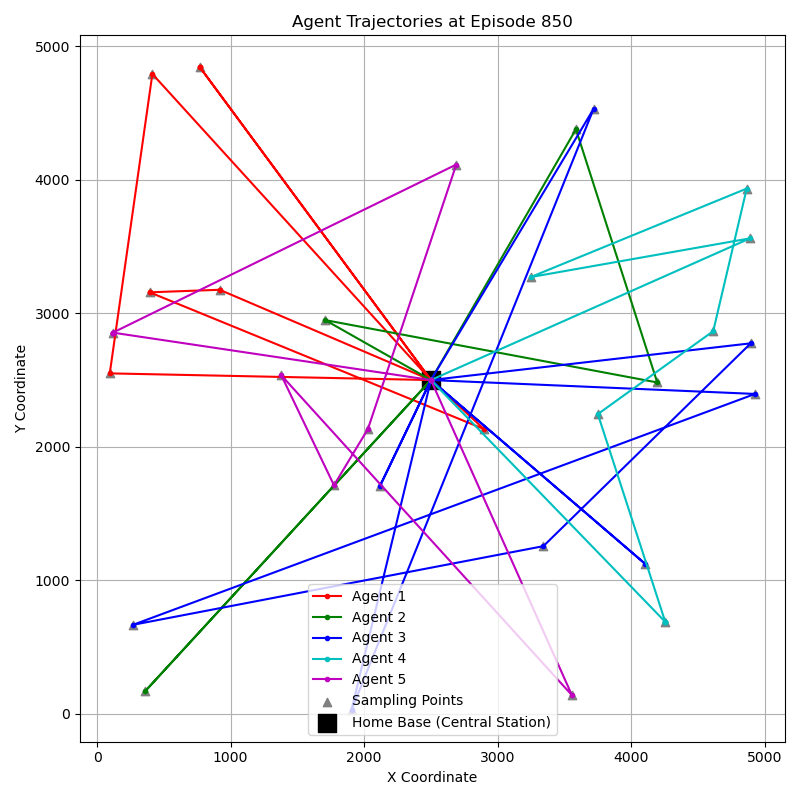 Agent Trajectories at Episode 850
5000
4000
3000
2000
1000
0
Y Coordinate
Agent 1
Agent 2
Agent 3
Agent 4
Agent 5
Sampling Points
Home Base (Central Station)
0 1000 2000 3000 4000 5000
X Coordinate